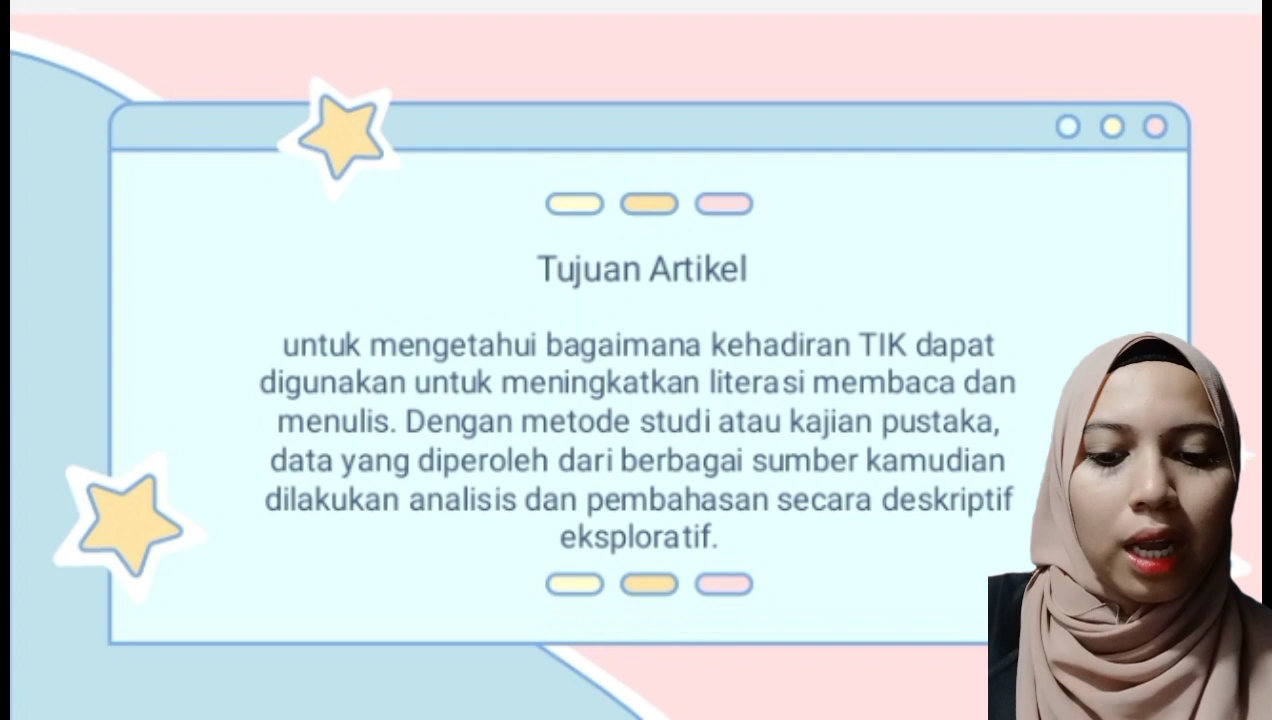 Tujuan Artikel
untuk mengetahui bagaimana kehadiran TIK dapat
digunakan untuk meningkatkan literasi membaca dan
menulis. Dengan metode studi atau kajian pustaka,
data yang diperoleh dari berbagai sumber kamudian
dilakukan analisis dan pembahasan secara deskriptif
eksploratif.